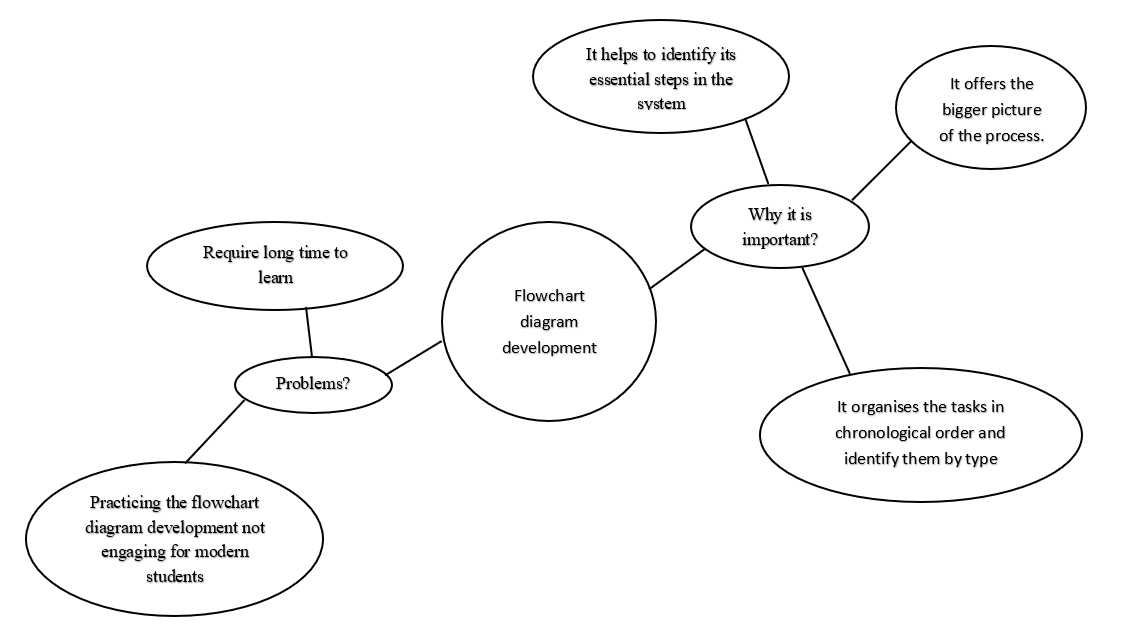 It helps to identify its
essential steps in the
system
It offers the
bigger picture
of the process.
Why it is
important?
Require long time to
learn
Flowchart
diagram
development
Problems?
It organises the tasks in
chronological order and
identify them by type
Practicing the flowchart
diagram development not
engaging for modern
students